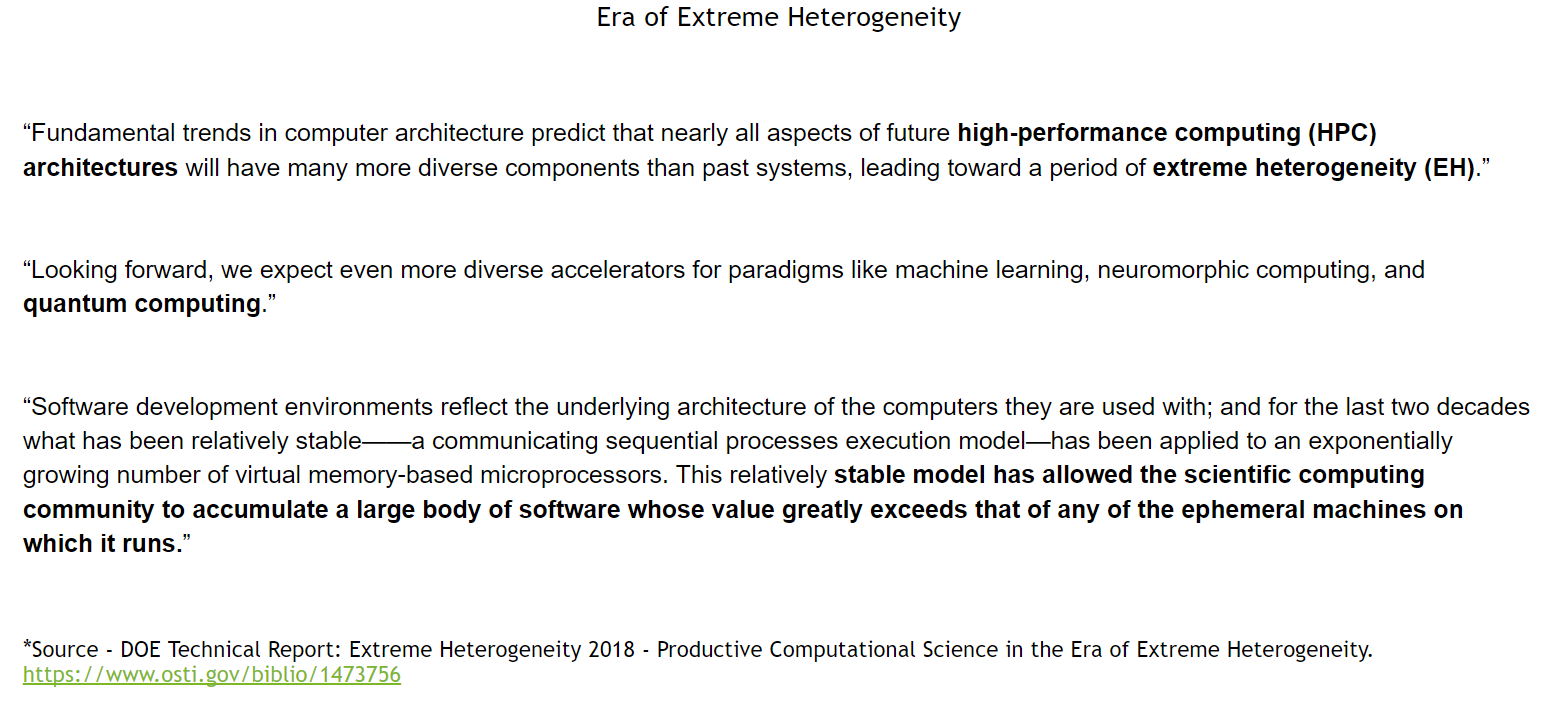 Era of Extreme Heterogeneity
“Fundamental trends in computer architecture predict that nearly all aspects of future high-performance computing (HPC)
architectures will have many more diverse components than past systems, leading toward a period of extreme heterogeneity (EH).”
“Looking forward, we expect even more diverse accelerators for paradigms like machine learning, neuromorphic computing, and
quantum computing.”
“Software development environments reflect the underlying architecture of the computers they are used with; and for the last two decades
what has been relatively stable——a communicating sequential processes execution model—has been applied to an exponentially
growing number of virtual memory-based microprocessors. This relatively stable model has allowed the scientific computing
community to accumulate a large body of software whose value greatly exceeds that of any of the ephemeral machines on
which it runs.”
*Source - DOE Technical Report: Extreme Heterogeneity 2018 - Productive Computational Science in the Era of Extreme Heterogeneity.
https://www.osti.gov/biblio/1473756